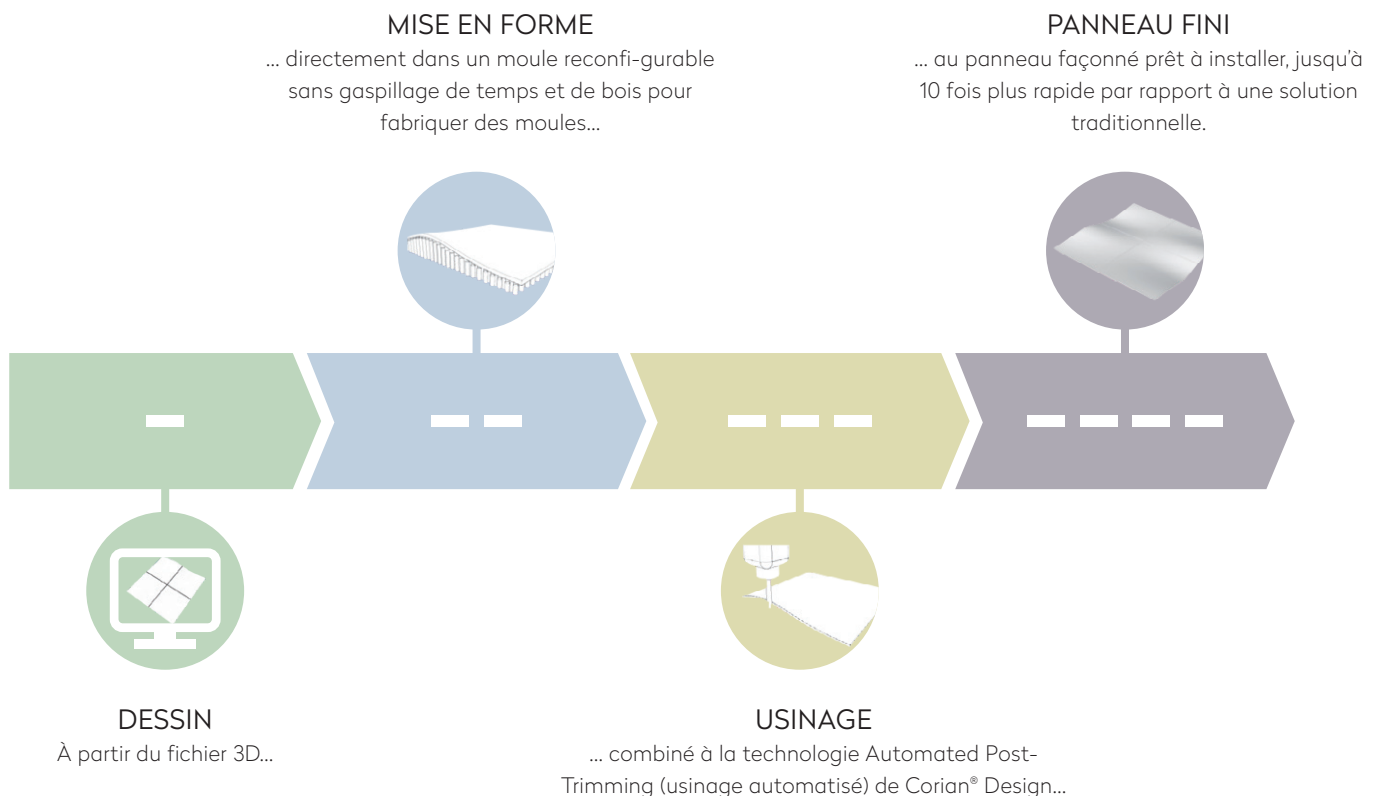 MISE EN FORME
... directement dans un moule reconfi-gurable
sans gaspillage de temps et de bois pour
fabriquer des moules...
PANNEAU FINI
... au panneau façonné prêt à installer, jusqu'à
10 fois plus rapide par rapport à une solution
traditionnelle.
DESSIN
À partir du fichier 3D...
USINAGE
... combiné à la technologie Automated Post-
Trimming (usinage automatisé) de Corian® Design...